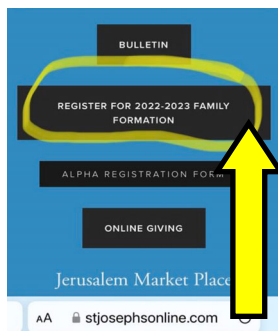 BULLETIN
REGISTER FOR 2022-2023 FAMILY
FORMATION
ALPHA REGISTRATION FORM
ONLINE GIVING
Jerusalem Market Place
AA stjosephsonline.com